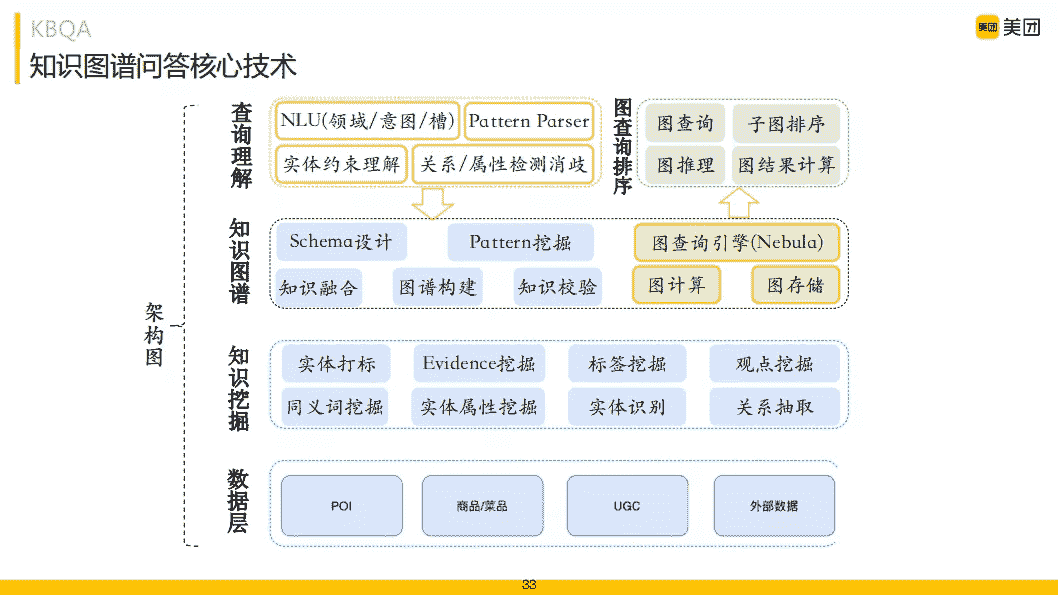 KBQA
美团 美团
知识图谱问答核心技术
架构图
查询理解
NLU(领域/意图/槽)
Pattern Parser
实体约束理解
关系/属性检测消歧
图查询排序
图查询
子图排序
图推理
图结果计算
知识图谱
Schema设计
Pattern挖掘
图查询引擎(Nebula)
知识融合
图谱构建
知识校验
图计算
图存储
知识挖掘
实体打标
Evidence挖掘
标签挖掘
观点挖掘
同义词挖掘
实体属性挖掘
实体识别
关系抽取
数据层
POI
商品/菜品
UGC
外部数据
33